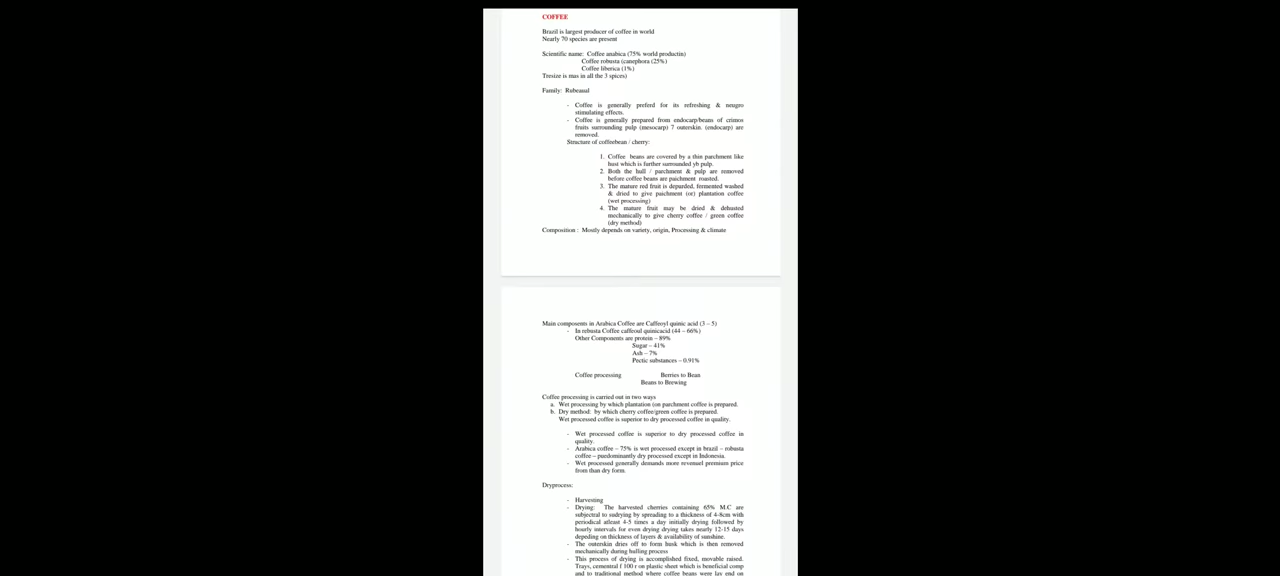 COFFEE
Brazil is largest producer of coffee in world
Nearly 70 species are present
Scientific name: Coffee anabica (75% world productin)
Coffee robusta (canephora (25%)
Coffee liberica (1%)
Tresize is mas in all the 3 spices)
Family: Rubeaual
- Coffee is generally preferd for its refreshing & neugro
stimulating effects.
- Coffee is generally prepared from endocarp/beans of crimos
fruits surrounding pulp (mesocarp) 7 outerskin. (endocarp) are
removed.
Structure of coffeebean / cherry:
1. Coffee beans are covered by a thin parchment like
hust which is further surrounded yb pulp.
2. Both the hull / parchment & pulp are removed
before coffee beans are paichment roasted.
3. The mature red fruit is depurded, fermented washed
& dried to give paichment (or) plantation coffee
(wet processing)
4. The mature fruit may be dried & dehusted
mechanically to give cherry coffee / green coffee
(dry method)
Composition : Mostly depends on variety, origin, Processing & climate
Main components in Arabica Coffee are Caffeoyl quinic acid (3 – 5)
- In rebusta Coffee caffeoul quinicacid (44 – 66%)
Other Components are protein – 89%
Sugar – 41%
Ash – 7%
Pectic substances – 0.91%
Coffee processing Berries to Bean
Beans to Brewing
Coffee processing is carried out in two ways
a. Wet processing by which plantation (on parchment coffee is prepared.
b. Dry method: by which cherry coffee/green coffee is prepared.
Wet processed coffee is superior to dry processed coffee in quality.
- Wet processed coffee is superior to dry processed coffee in
quality.
- Arabica coffee – 75% is wet processed except in brazil – robusta
coffee – puedominantly dry processed except in Indonesia.
- Wet processed generally demands more revenuel premium price
from than dry form.
Dryprocess:
- Harvesting
- Drying: The harvested cherries containing 65% M.C are
subjectral to sudrying by spreading to a thickness of 4-8cm with
periodical atleast 4-5 times a day initially drying followed by
hourly intervals for even drying drying takes nearly 12-15 days
depeding on thickness of layers & availability of sunshine.
- The outerskin dries off to form husk which is then removed
mechanically during hulling process
- This process of drying is accomplished fixed, movable raised.
Trays, cementral f 100 r on plastic sheet which is beneficial comp
and to traditional method where coffee beans were lay end on